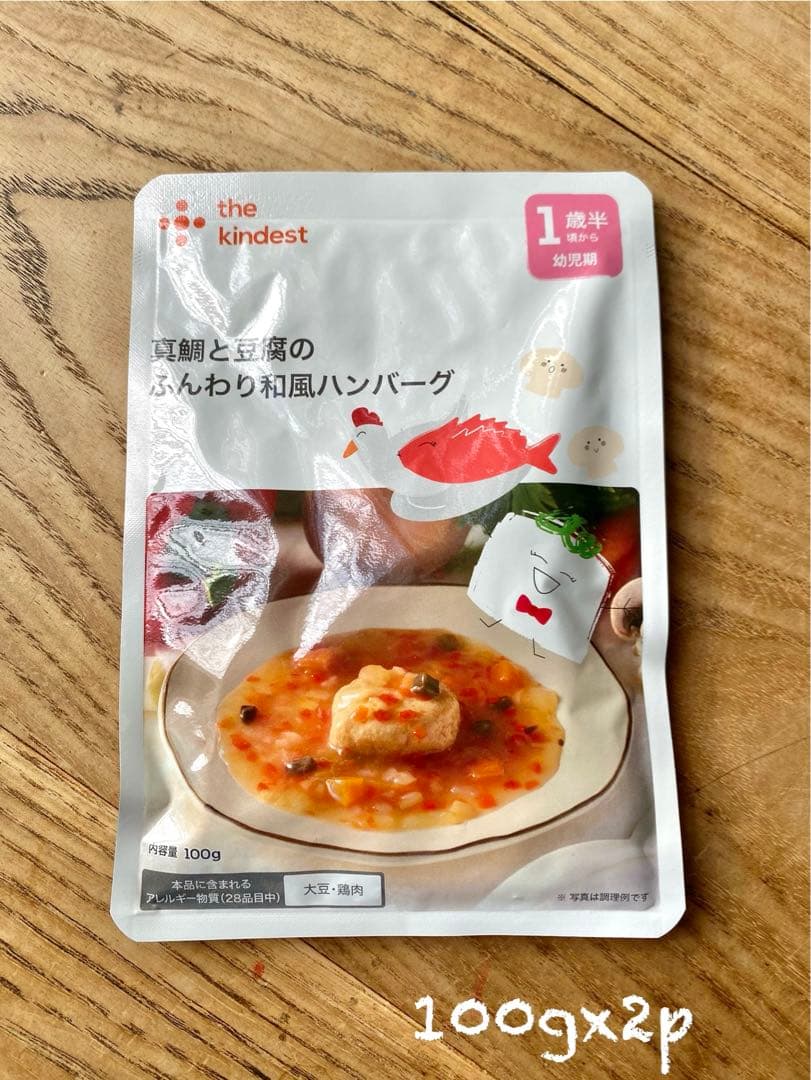 the
kindest
1歳半
頃から
幼児期
真鯛と豆腐の
ふんわり和風ハンバーグ
内容量 100g
本品に含まれる
アレルギー物質(28品目中)
大豆・鶏肉
※ 写真は調理例です
100gx2p